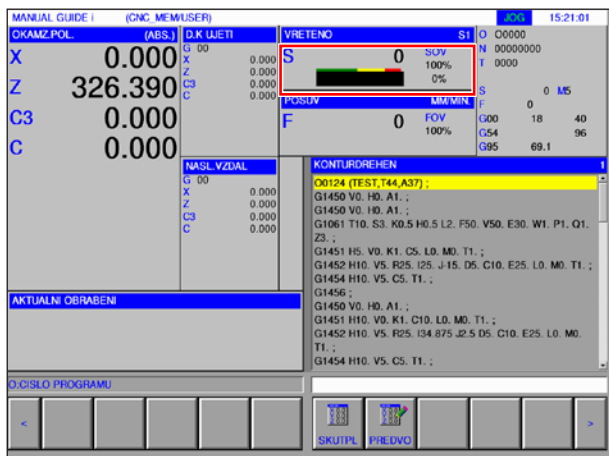 MANUAL GUIDE i (CNC_MEM/USER) JOG 15:21:01
OKAMZ.POL. (ABS.)
X 0.000
Z 326.390
C3 0.000
C 0.000
D.K UJETI
G 00
X 0.000
Z 0.000
C3 0.000
C 0.000
VRETENO S1
S 0 SOV
100%
0%
POSUV MM/MIN.
F 0 FOV
100%
O O0000
N 00000000
T 0000
S 0 M5
F 0
G00 18 40
G54 96
G95 69.1
NASL.VZDAL
G 00
X 0.000
Z 0.000
C3 0.000
C 0.000
AKTUALNI OBRABENI
KONTURDREHEN 1
O0124 (TEST,T44,A37) ;
G1450 V0. H0. A1. ;
G1450 V0. H0. A1. ;
G1061 T10. S3. K0.5 H0.5 L2. F50. V50. E30. W1. P1. Q1.
Z3. ;
G1451 H5. V0. K1. C5. L0. M0. T1. ;
G1452 H10. V5. R25. I25. J-15. D5. C10. E25. L0. M0. T1. ;
G1454 H10. V5. C5. T1. ;
G1456 ;
G1450 V0. H0. A1. ;
G1451 H10. V0. K1. C10. L0. M0. T1. ;
G1452 H10. V5. R25. I34.875 J2.5 D5. C10. E25. L0. M0.
T1. ;
G1454 H10. V5. C5. T1. ;
O:CISLO PROGRAMU
< SKUTPL PREDVO >